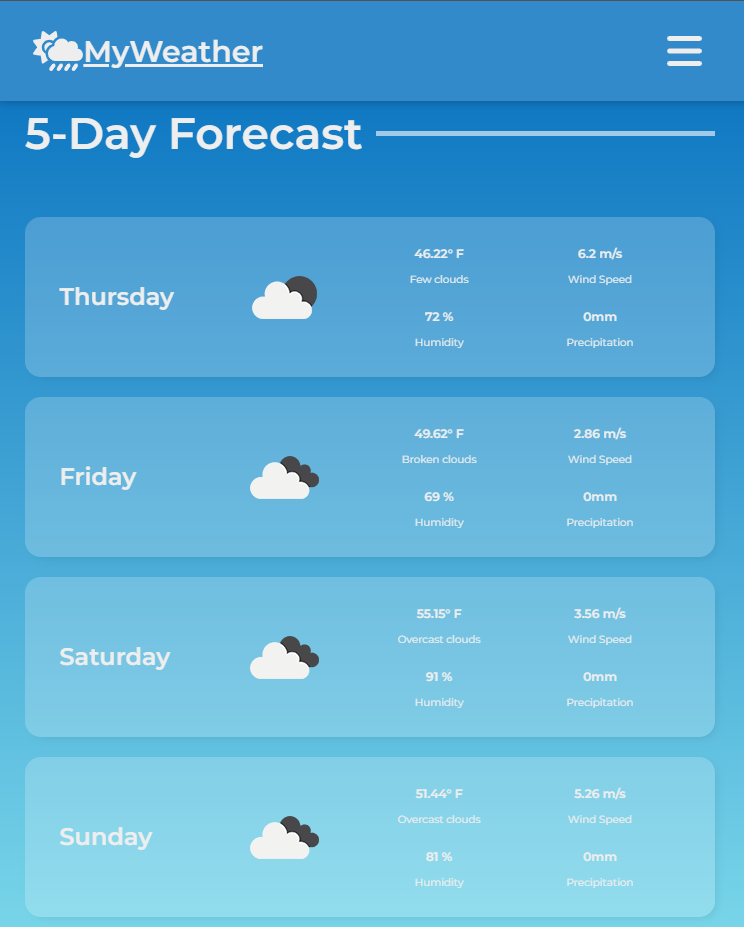 MyWeather
5-Day Forecast
Thursday
46.22° F
6.2 m/s
Few clouds
Wind Speed
72 %
0mm
Humidity
Precipitation
Friday
49.62° F
2.86 m/s
Broken clouds
Wind Speed
69 %
0mm
Humidity
Precipitation
Saturday
55.15° F
3.56 m/s
Overcast clouds
Wind Speed
91 %
0mm
Humidity
Precipitation
Sunday
51.44° F
5.26 m/s
Overcast clouds
Wind Speed
81 %
0mm
Humidity
Precipitation